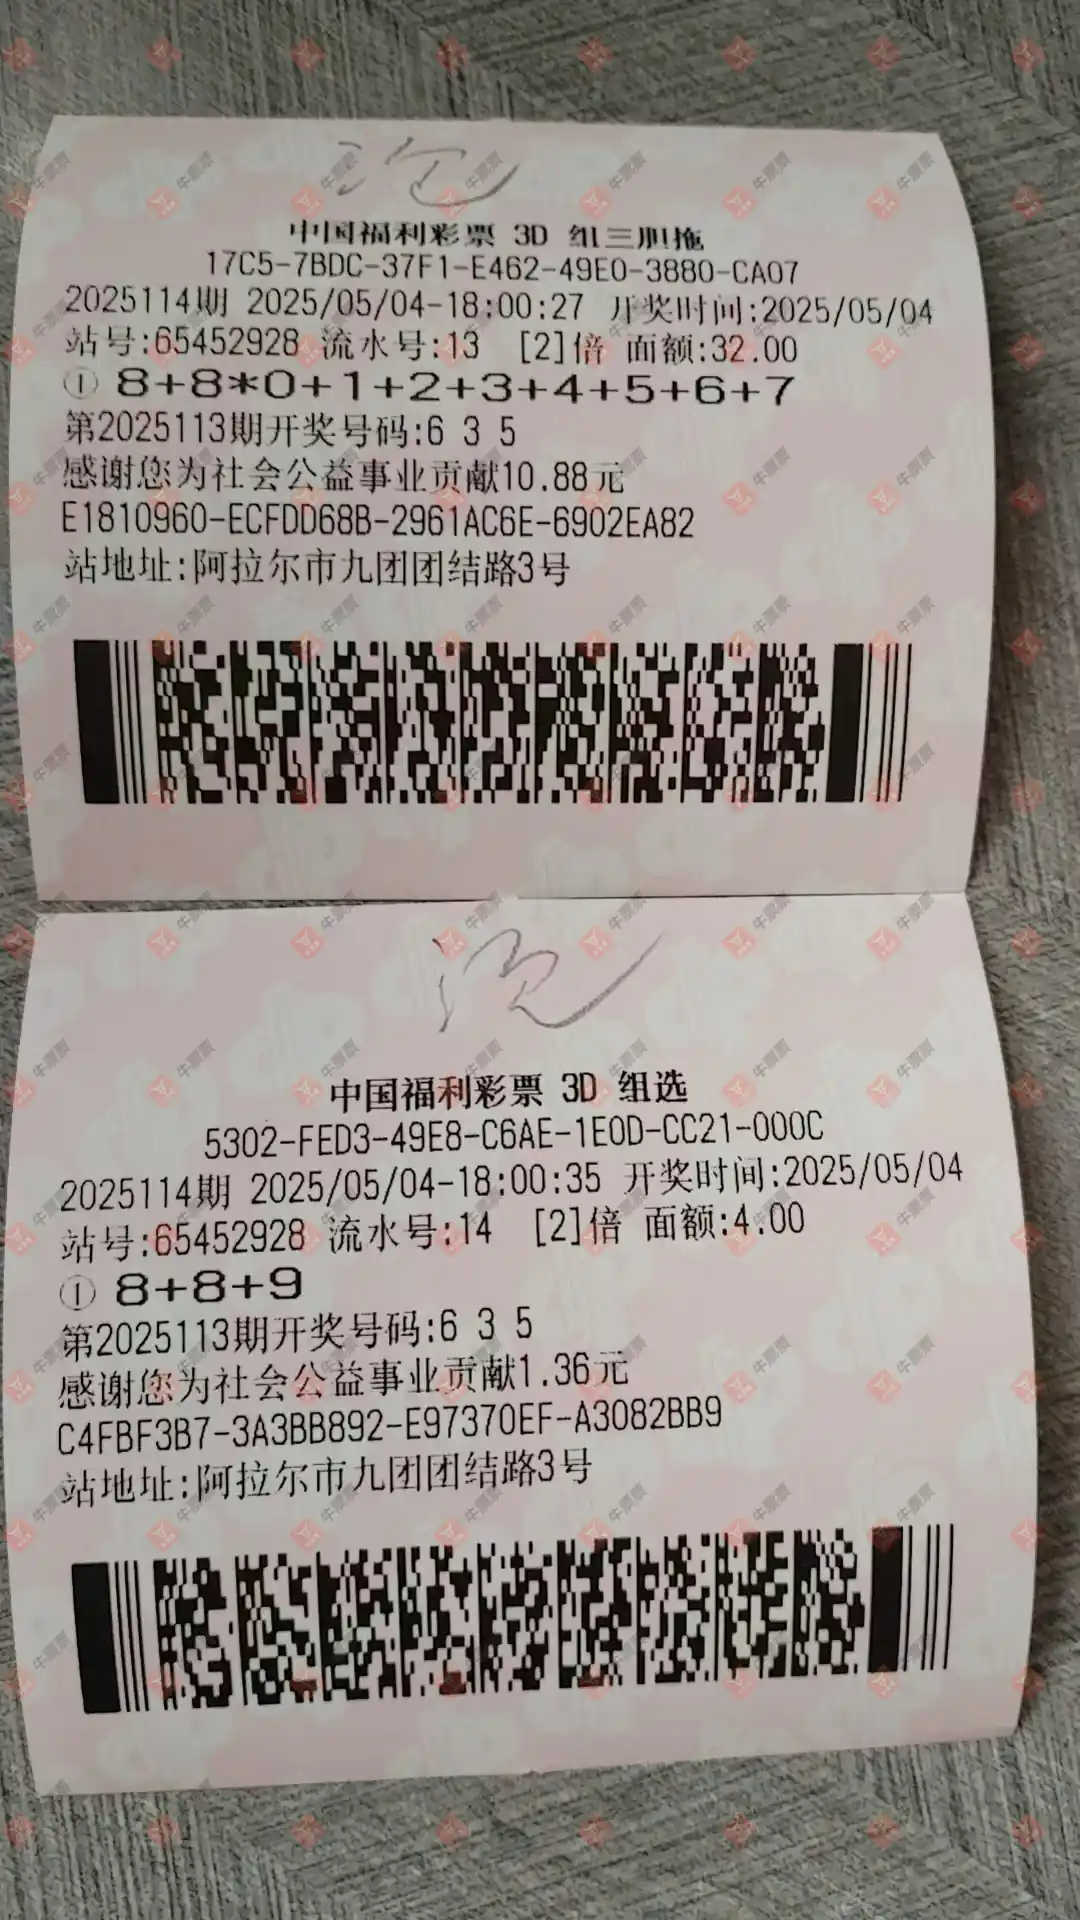 中国福利彩票 3D 组三胆拖
17C5-7BDC-37F1-E462-49E0-3880-CA07
2025114期 2025/05/04-18:00:27 开奖时间:2025/05/04
站号:65452928 流水号:13 [2]倍 面额:32.00
① 8+8*0+1+2+3+4+5+6+7
第2025113期开奖号码:6 3 5
感谢您为社会公益事业贡献10.88元
E1810960-ECFDD68B-2961AC6E-6902EA82
站地址:阿拉尔市九团团结路3号
中国福利彩票 3D 组选
5302-FED3-49E8-C6AE-1E0D-CC21-000C
2025114期 2025/05/04-18:00:35 开奖时间:2025/05/04
站号:65452928 流水号:14 [2]倍 面额:4.00
① 8+8+9
第2025113期开奖号码:6 3 5
感谢您为社会公益事业贡献1.36元
C4FBF3B7-3A3BB892-E97370EF-A3082BB9
站地址:阿拉尔市九团团结路3号